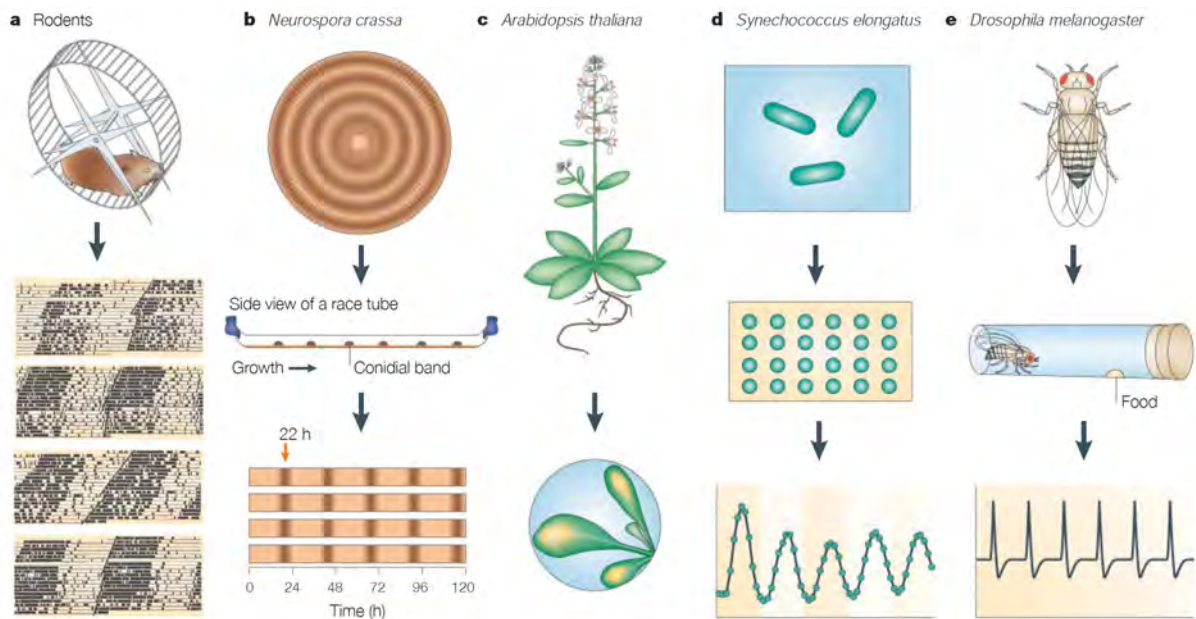 a Rodents
b Neurospora crassa
c Arabidopsis thaliana
d Synechococcus elongatus
e Drosophila melanogaster
Side view of a race tube
Growth
Conidial band
22 h
0 24 48 72 96 120
Time (h)
Food